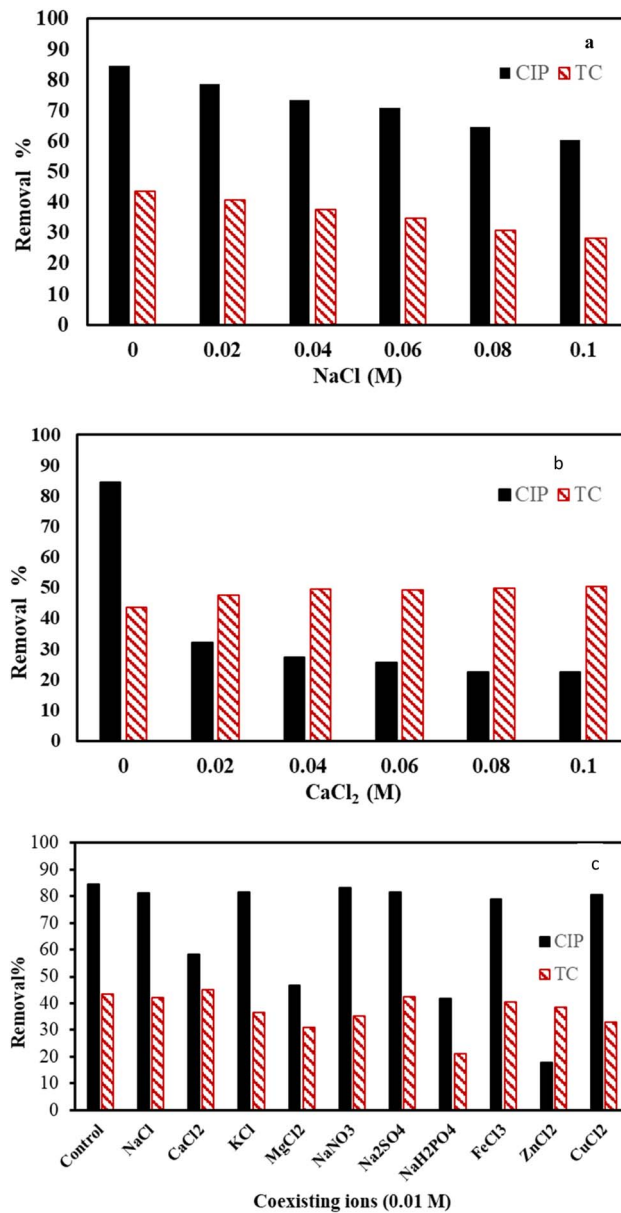 a
CIP TC
100
90
80
70
60
50
40
30
20
10
0
Removal %
0 0.02 0.04 0.06 0.08 0.1
NaCl (M)
b
CIP TC
100
90
80
70
60
50
40
30
20
10
0
Removal %
0 0.02 0.04 0.06 0.08 0.1
CaCl₂ (M)
c
CIP
TC
100
90
80
70
60
50
40
30
20
10
0
Removal%
Control NaCl CaCl2 KCl MgCl2 NaNO3 Na2SO4 NaH2PO4 FeCl3 ZnCl2 CuCl2
Coexisting ions (0.01 M)